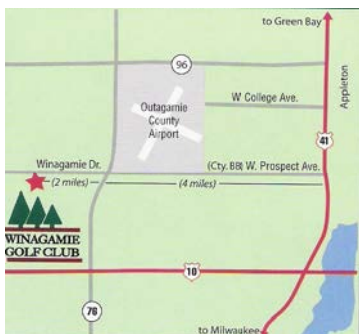 to Green Bay
96
W College Ave.
Appleton
Outagamie
County
Airport
41
Winagamie Dr.
(Cty. BB) W. Prospect Ave.
(2 miles)
(4 miles)
WINAGAMIE
GOLF CLUB
10
76
to Milwaukee